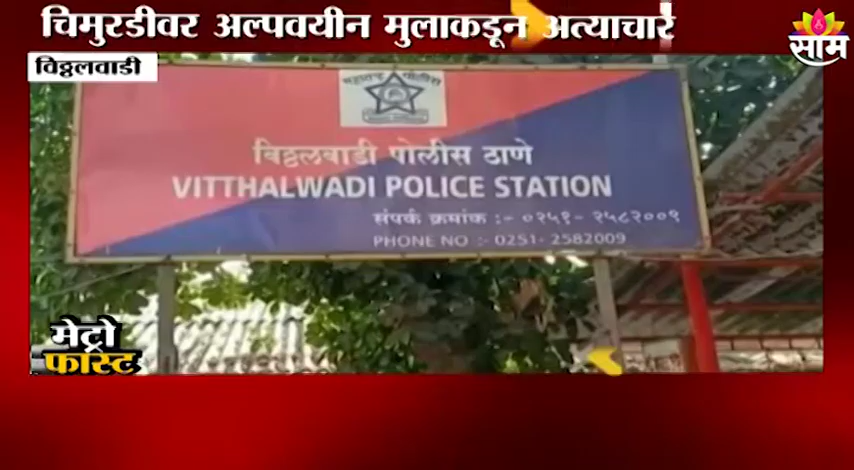 चिमुरडीवर अल्पवयीन मुलाकडून अत्याचार
साम
विठ्ठलवाडी
महाराष्ट्र पोलीस
विठ्ठलवाडी पोलीस ठाणे
VITTHALWADI POLICE STATION
संपर्क क्रमांक :- ०२५१- २५८२००९
PHONE NO :- 0251- 2582009
मेट्रो
फास्ट